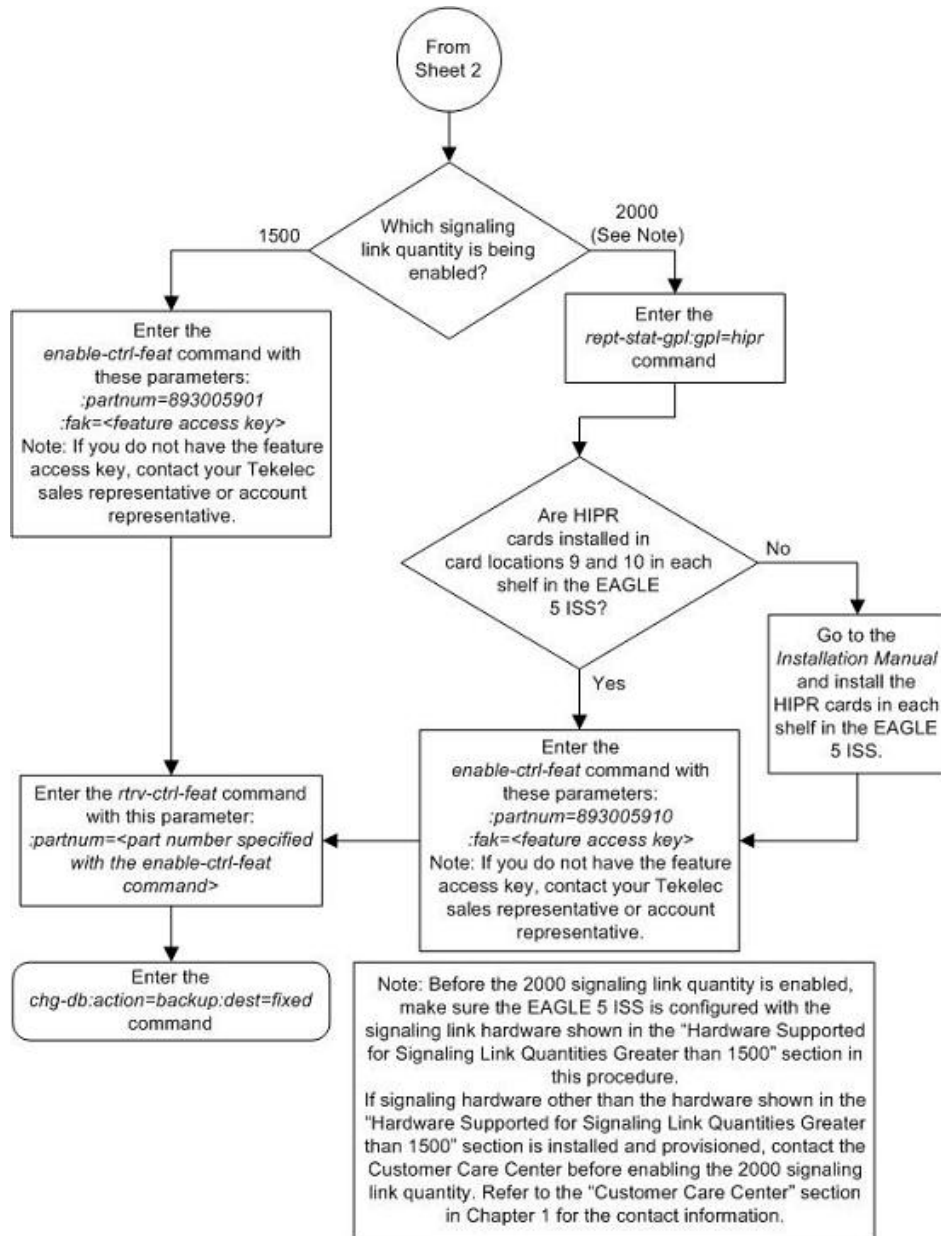 From
Sheet 2
Which signaling
link quantity is being
enabled?
1500
2000
(See Note)
Enter the
enable-ctrl-feat command with
these parameters:
:partnum=893005901
:fak=<feature access key>
Note: If you do not have the feature
access key, contact your Tekelec
sales representative or account
representative.
Enter the
rept-stat-gpl:gpl=hipr
command
Are HIPR
cards installed in
card locations 9 and 10 in each
shelf in the EAGLE
5 ISS?
No
Yes
Go to the
Installation Manual
and install the
HIPR cards in each
shelf in the EAGLE
5 ISS.
Enter the
enable-ctrl-feat command with
these parameters:
:partnum=893005910
:fak=<feature access key>
Note: If you do not have the feature
access key, contact your Tekelec
sales representative or account
representative.
Enter the rtrv-ctrl-feat command
with this parameter:
:partnum=<part number specified
with the enable-ctrl-feat
command>
Enter the
chg-db:action=backup:dest=fixed
command
Note: Before the 2000 signaling link quantity is enabled,
make sure the EAGLE 5 ISS is configured with the
signaling link hardware shown in the "Hardware Supported
for Signaling Link Quantities Greater than 1500" section in
this procedure.
If signaling hardware other than the hardware shown in the
"Hardware Supported for Signaling Link Quantities Greater
than 1500" section is installed and provisioned, contact the
Customer Care Center before enabling the 2000 signaling
link quantity. Refer to the "Customer Care Center" section
in Chapter 1 for the contact information.